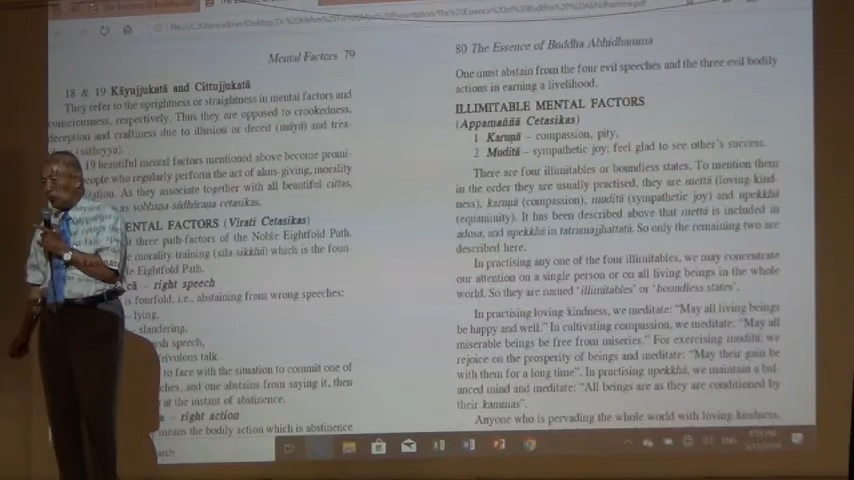 Mental Factors 79
18 & 19 Kāyujjukatā and Cittujjukatā
They refer to the uprightness or straightness in mental factors and
consciousness, respectively. Thus they are opposed to crookedness,
deception and craftiness due to illusion or deceit (māyā) and trea-
(sātheyya).
19 beautiful mental factors mentioned above become promi-
people who regularly perform the act of alms-giving, morality
As they associate together with all beautiful cittas,
as sobhaṇa sādhāraṇa cetasikas.
ENTAL FACTORS (Viratī Cetasikas)
three path-factors of the Noble Eightfold Path.
morality training (sīla-sikkhā) which is the foun-
Eightfold Path.
– right speech
is fourfold, i.e., abstaining from wrong speeches:
– lying,
– slandering,
speech,
frivolous talk.
to face with the situation to commit one of
and one abstains from saying it, then
at the instant of abstinence.
– right action
means the bodily action which is abstinence
80 The Essence of Buddha Abhidhamma
One must abstain from the four evil speeches and the three evil bodily
actions in earning a livelihood.
ILLIMITABLE MENTAL FACTORS
(Appamaññā Cetasikas)
1 Karuṇā – compassion, pity,
2 Muditā – sympathetic joy; feel glad to see other's success.
There are four illimitables or boundless states. To mention them
in the order they are usually practised, they are mettā (loving kind-
ness), karuṇā (compassion), muditā (sympathetic joy) and upekkhā
(equanimity). It has been described above that mettā is included in
adosa, and upekkhā in tatramajjhattatā. So only the remaining two are
described here.
In practising any one of the four illimitables, we may concentrate
our attention on a single person or on all living beings in the whole
world. So they are named 'illimitables' or 'boundless states'.
In practising loving-kindness, we meditate: "May all living beings
be happy and well." In cultivating compassion, we meditate: "May all
miserable beings be free from miseries." For exercising muditā, we
rejoice on the prosperity of beings and meditate: "May their gain be
with them for a long time". In practising upekkhā, we maintain a bal-
anced mind and meditate: "All beings are as they are conditioned by
their kammas".
Anyone who is pervading the whole world with loving kindness,